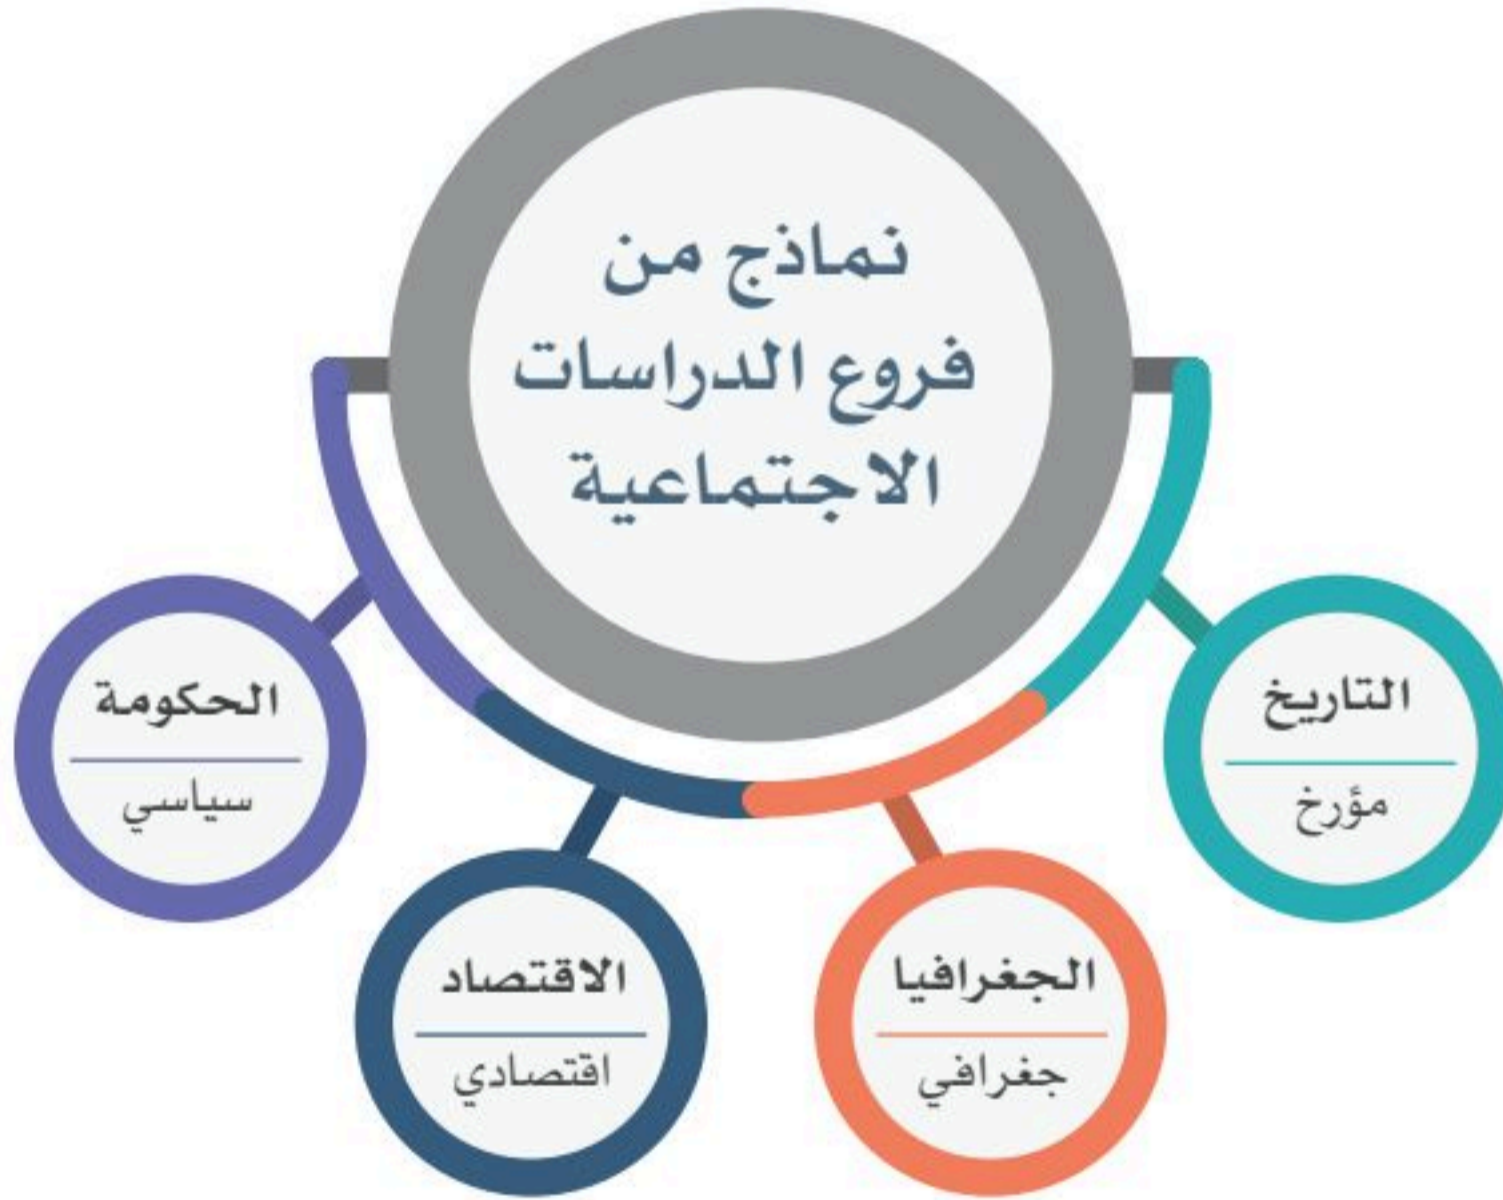 نماذج من
فروع الدراسات
الاجتماعية
التاريخ
مؤرخ
الجغرافيا
جغرافي
الاقتصاد
اقتصادي
الحكومة
سياسي